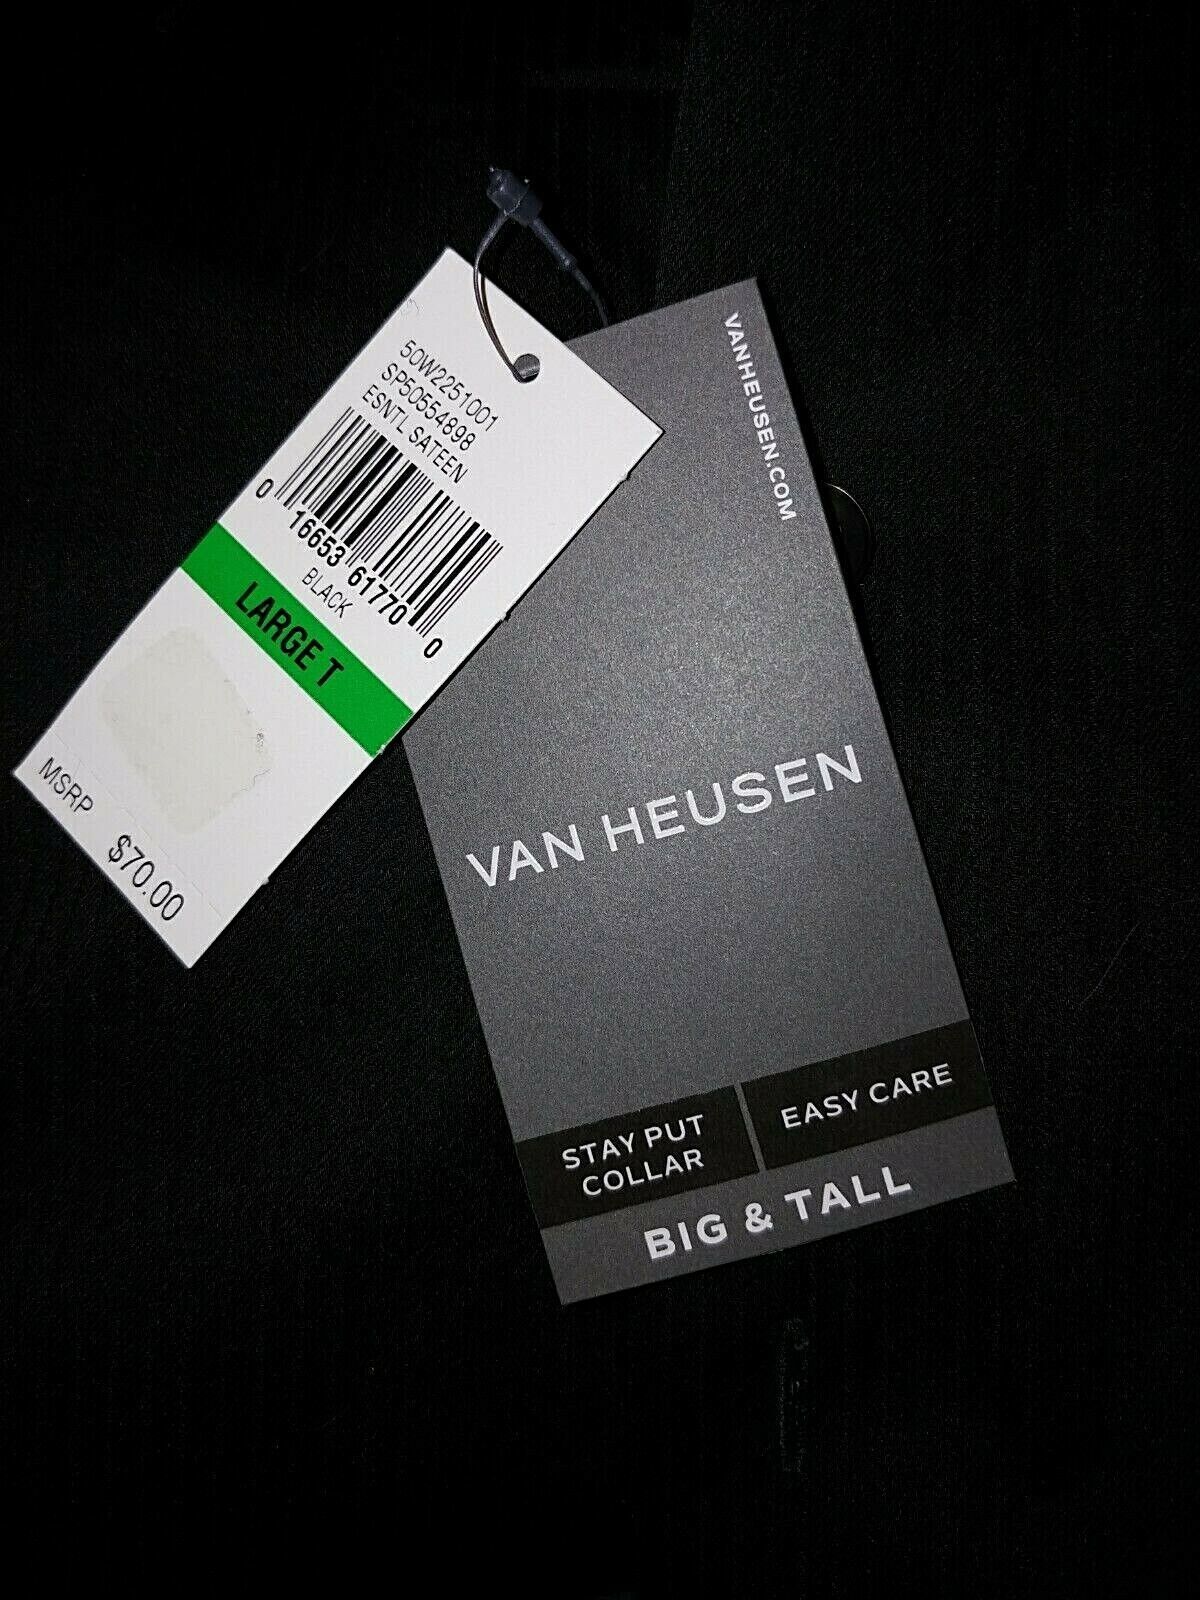 50W2251001
SP50554898
ESNTL SATEEN
0 16653 61770 0
BLACK
LARGE T
MSRP
$70.00
VANHEUSEN.COM
VAN HEUSEN
STAY PUT
COLLAR
EASY CARE
BIG & TALL